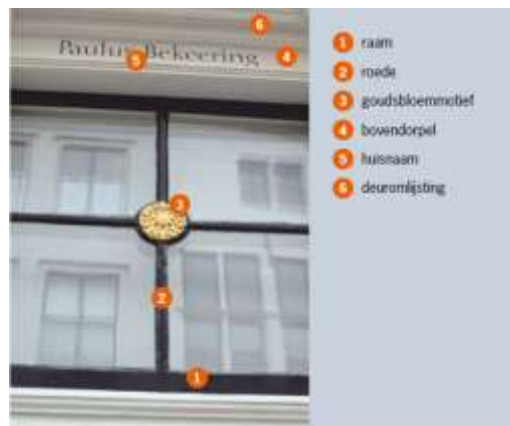 6
Paulus Bekeering
4
5
3
2
1
1 raam
2 roede
3 goudsbloemmotief
4 bovendorpel
5 huisnaam
6 deuromlijsting